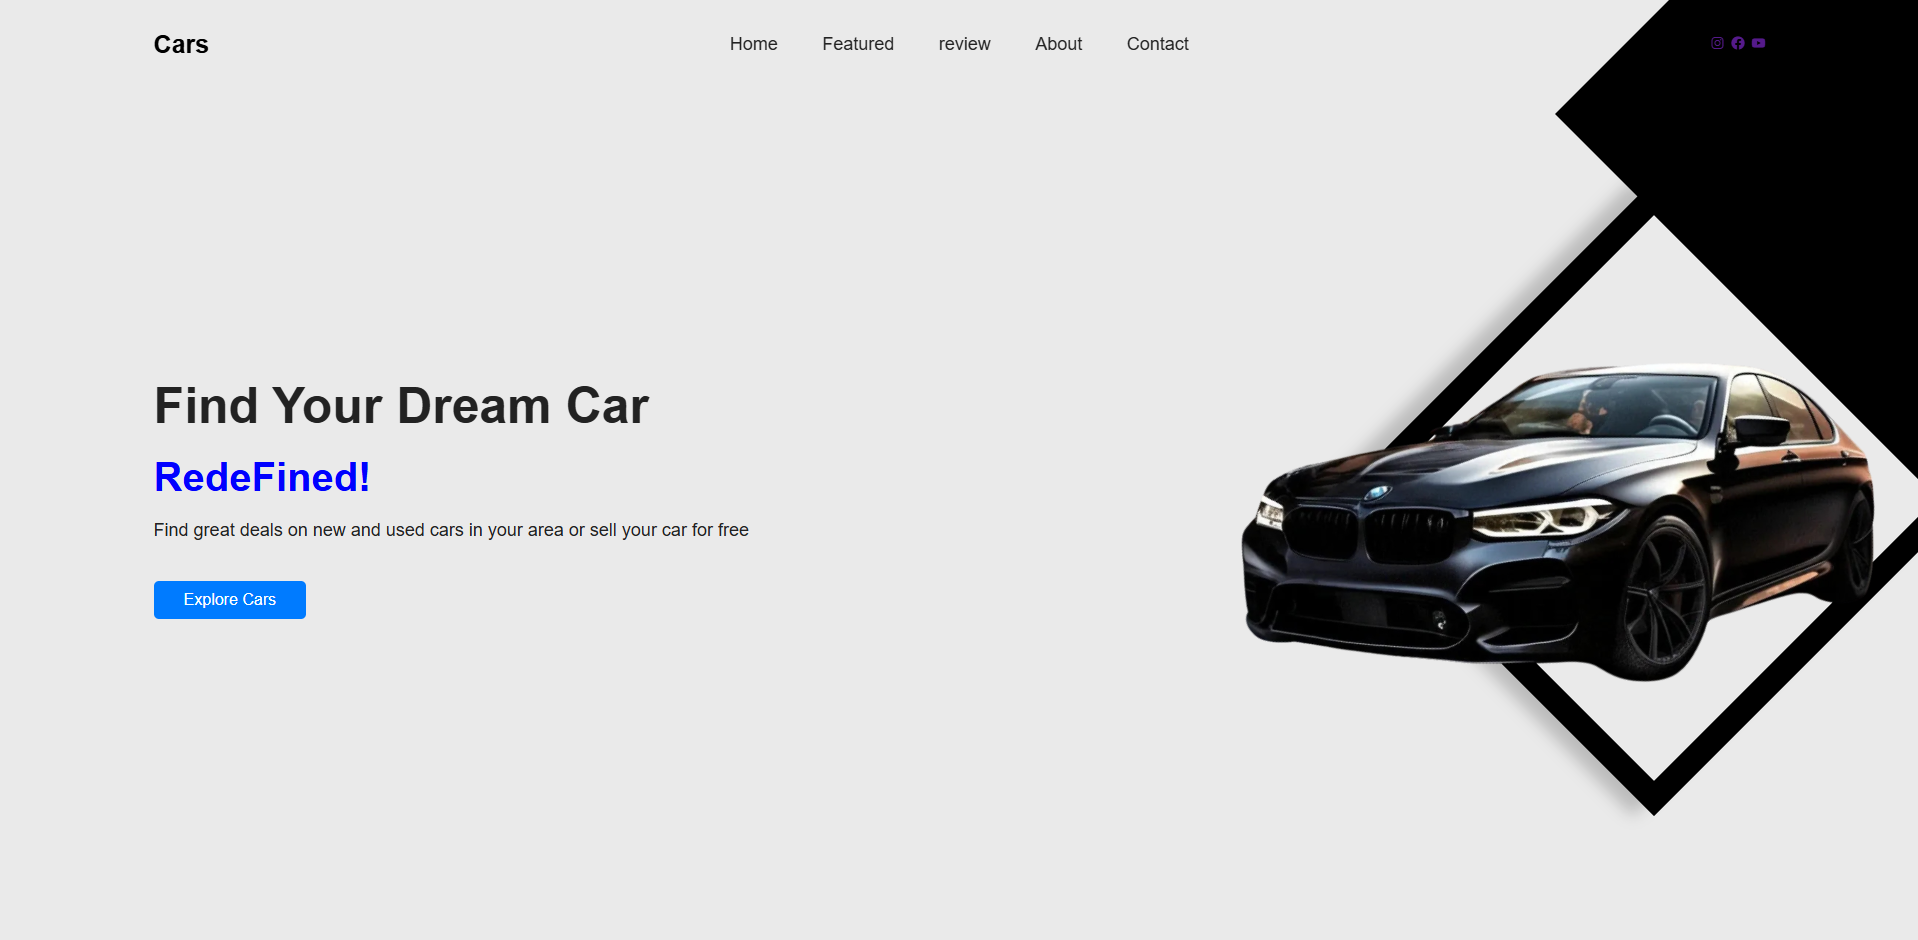 Cars
Home Featured review About Contact
Find Your Dream Car
RedeFined!
Find great deals on new and used cars in your area or sell your car for free
Explore Cars